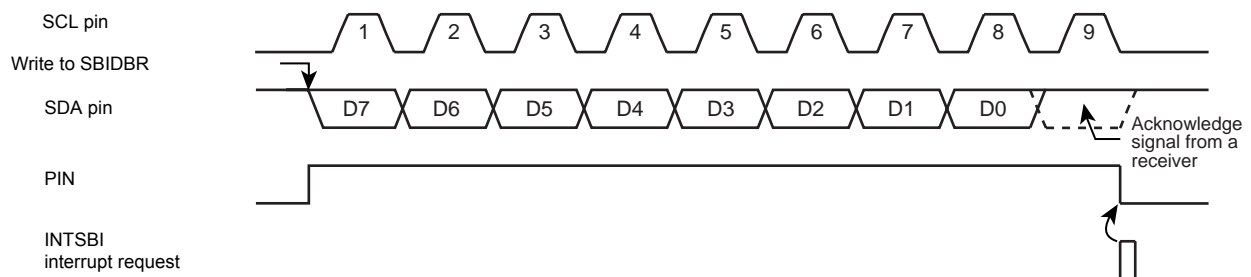 SCL pin
1 2 3 4 5 6 7 8 9
Write to SBIDBR
SDA pin
D7 D6 D5 D4 D3 D2 D1 D0
Acknowledge
signal from a
receiver
PIN
INTSBI
interrupt request